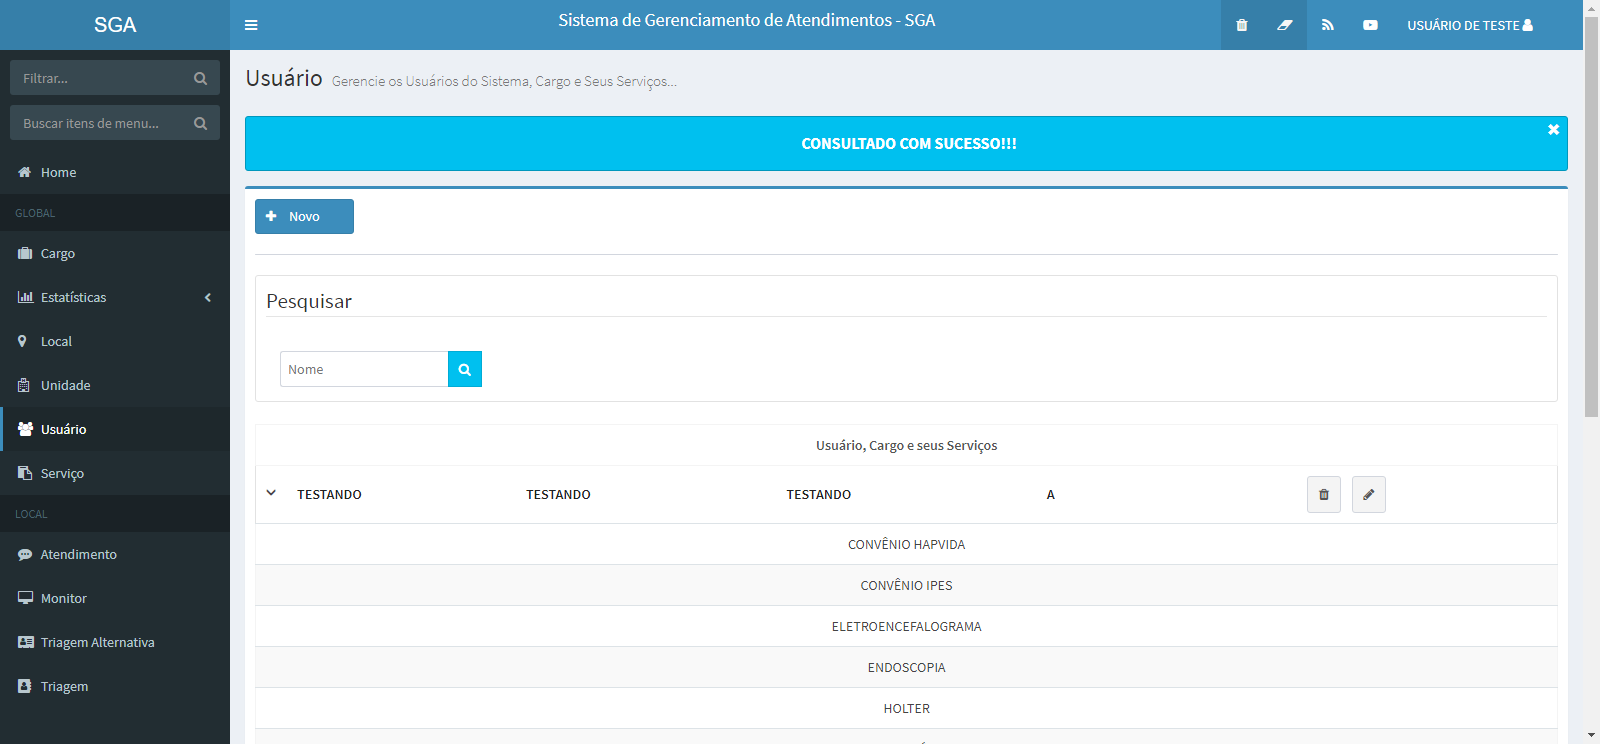 SGA
Sistema de Gerenciamento de Atendimentos - SGA
USUÁRIO DE TESTE
Filtrar...
Buscar itens de menu...
Home
GLOBAL
Cargo
Estatísticas
Local
Unidade
Usuário
Serviço
LOCAL
Atendimento
Monitor
Triagem Alternativa
Triagem
Usuário Gerencie os Usuários do Sistema, Cargo e Seus Serviços...
CONSULTADO COM SUCESSO!!!
Novo
Pesquisar
Nome
Usuário, Cargo e seus Serviços
TESTANDO TESTANDO TESTANDO A
CONVÊNIO HAPVIDA
CONVÊNIO IPES
ELETROENCEFALOGRAMA
ENDOSCOPIA
HOLTER